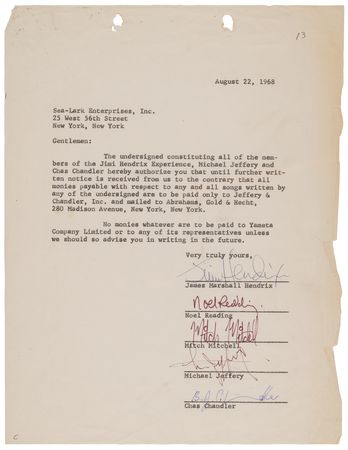 13
August 22, 1968
Sea-Lark Enterprises, Inc.
25 West 56th Street
New York, New York
Gentlemen:
The undersigned constituting all of the mem-
bers of the Jimi Hendrix Experience, Michael Jeffery and
Chas Chandler hereby authorize you that until further writ-
ten notice is received from us to the contrary that all
monies payable with respect to any and all songs written by
any of the undersigned are to be paid only to Jeffery &
Chandler, Inc. and mailed to Abrahams, Gold & Hecht,
280 Madison Avenue, New York, New York.
No monies whatever are to be paid to Yameta
Company Limited or to any of its representatives unless
we should so advise you in writing in the future.
Very truly yours,
Jimi Hendrix
James Marshall Hendrix
Noel Redding
Noel Reading
Mitch Mitchell
Mitch Mitchell
Michael Jeffery
Chas Chandler